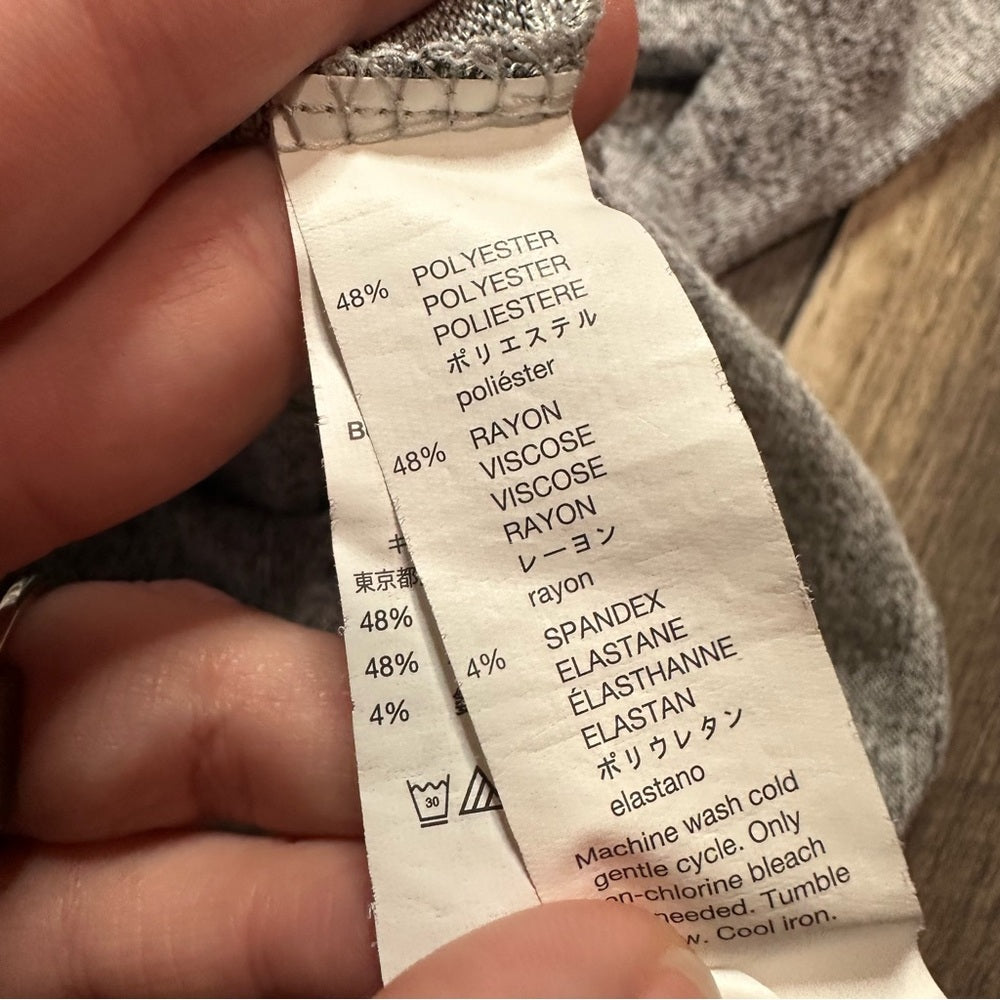 48% POLYESTER
POLYESTER
POLIESTERE
ポリエステル
poliéster
48% RAYON
VISCOSE
VISCOSE
RAYON
レーヨン
rayon
4% SPANDEX
ELASTANE
ÉLASTHANNE
ELASTAN
ポリウレタン
elastano
Machine wash cold
gentle cycle. Only
bleach
needed. Tumble
Cool iron.
東京都
48%
48%
4%
30